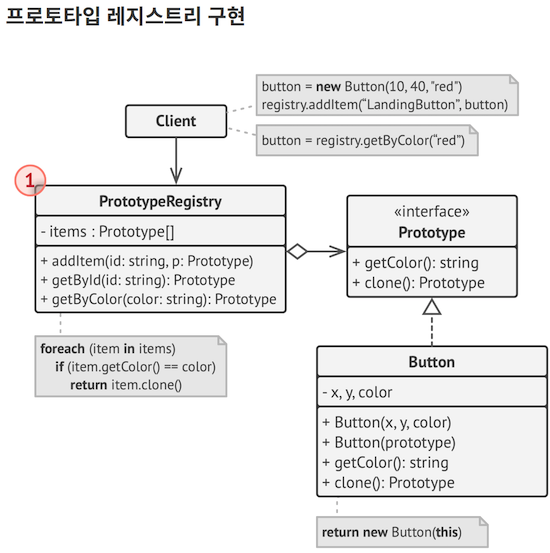 프로토타입 레지스트리 구현
button = new Button(10, 40, "red")
registry.addItem("LandingButton", button)
Client
button = registry.getByColor("red")
1
PrototypeRegistry
- items : Prototype[]
+ addItem(id: string, p: Prototype)
+ getById(id: string): Prototype
+ getByColor(color: string): Prototype
«interface»
Prototype
+ getColor(): string
+ clone(): Prototype
foreach (item in items)
if (item.getColor() == color)
return item.clone()
Button
- x, y, color
+ Button(x, y, color)
+ Button(prototype)
+ getColor(): string
+ clone(): Prototype
return new Button(this)